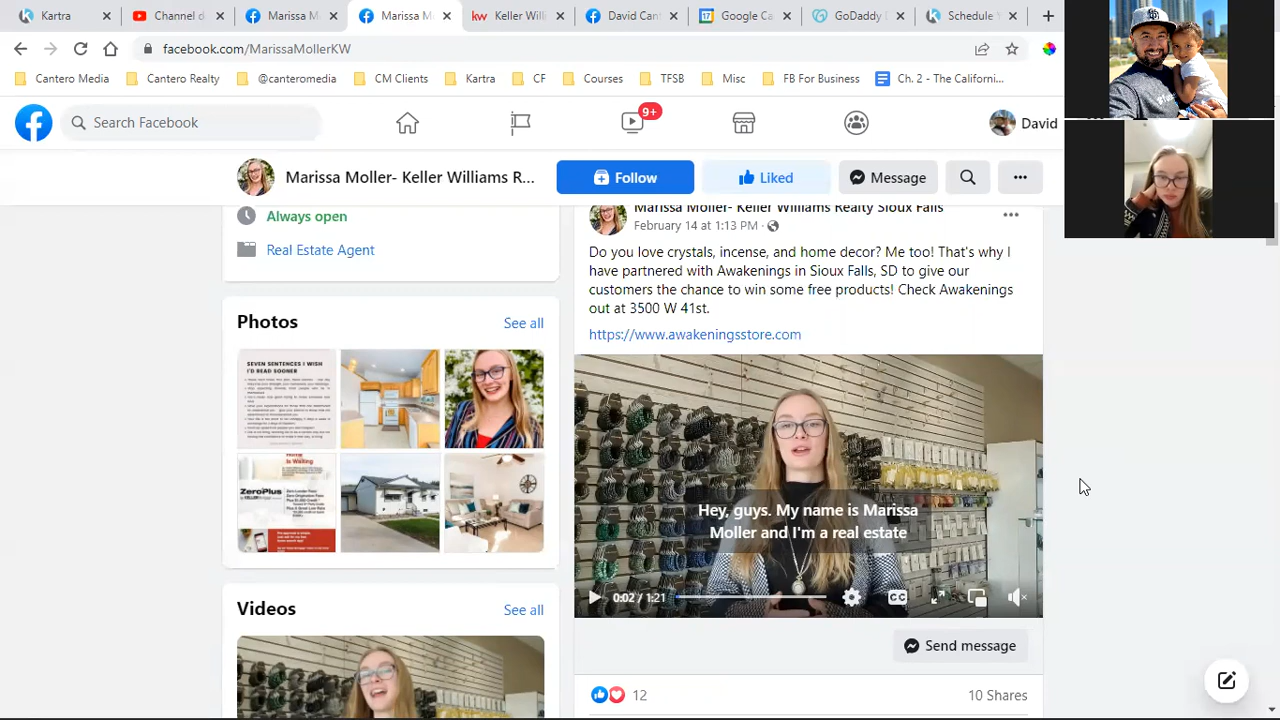 Kartra
Channel d
Marissa M
Marissa M
Keller Willi
David Can
Google Ca
GoDaddy
Schedule Y
facebook.com/MarissaMollerKW
Cantero Media
Cantero Realty
@canteromedia
CM Clients
Kartra
CF
Courses
TFSB
Misc
FB For Business
Ch. 2 - The Californi...
Search Facebook
9+
David
Marissa Moller- Keller Williams R...
Follow
Liked
Message
Always open
Real Estate Agent
Photos
See all
SEVEN SENTENCES I WISH
I'D READ SOONER
Is Waiting
ZeroPlus
Videos
See all
Marissa Moller- Keller Williams Realty Sioux Falls
February 14 at 1:13 PM ·
Do you love crystals, incense, and home decor? Me too! That's why I
have partnered with Awakenings in Sioux Falls, SD to give our
customers the chance to win some free products! Check Awakenings
out at 3500 W 41st.
https://www.awakeningsstore.com
Hey, guys. My name is Marissa
Moller and I'm a real estate
0:02 / 1:21
CC
Send message
12
10 Shares